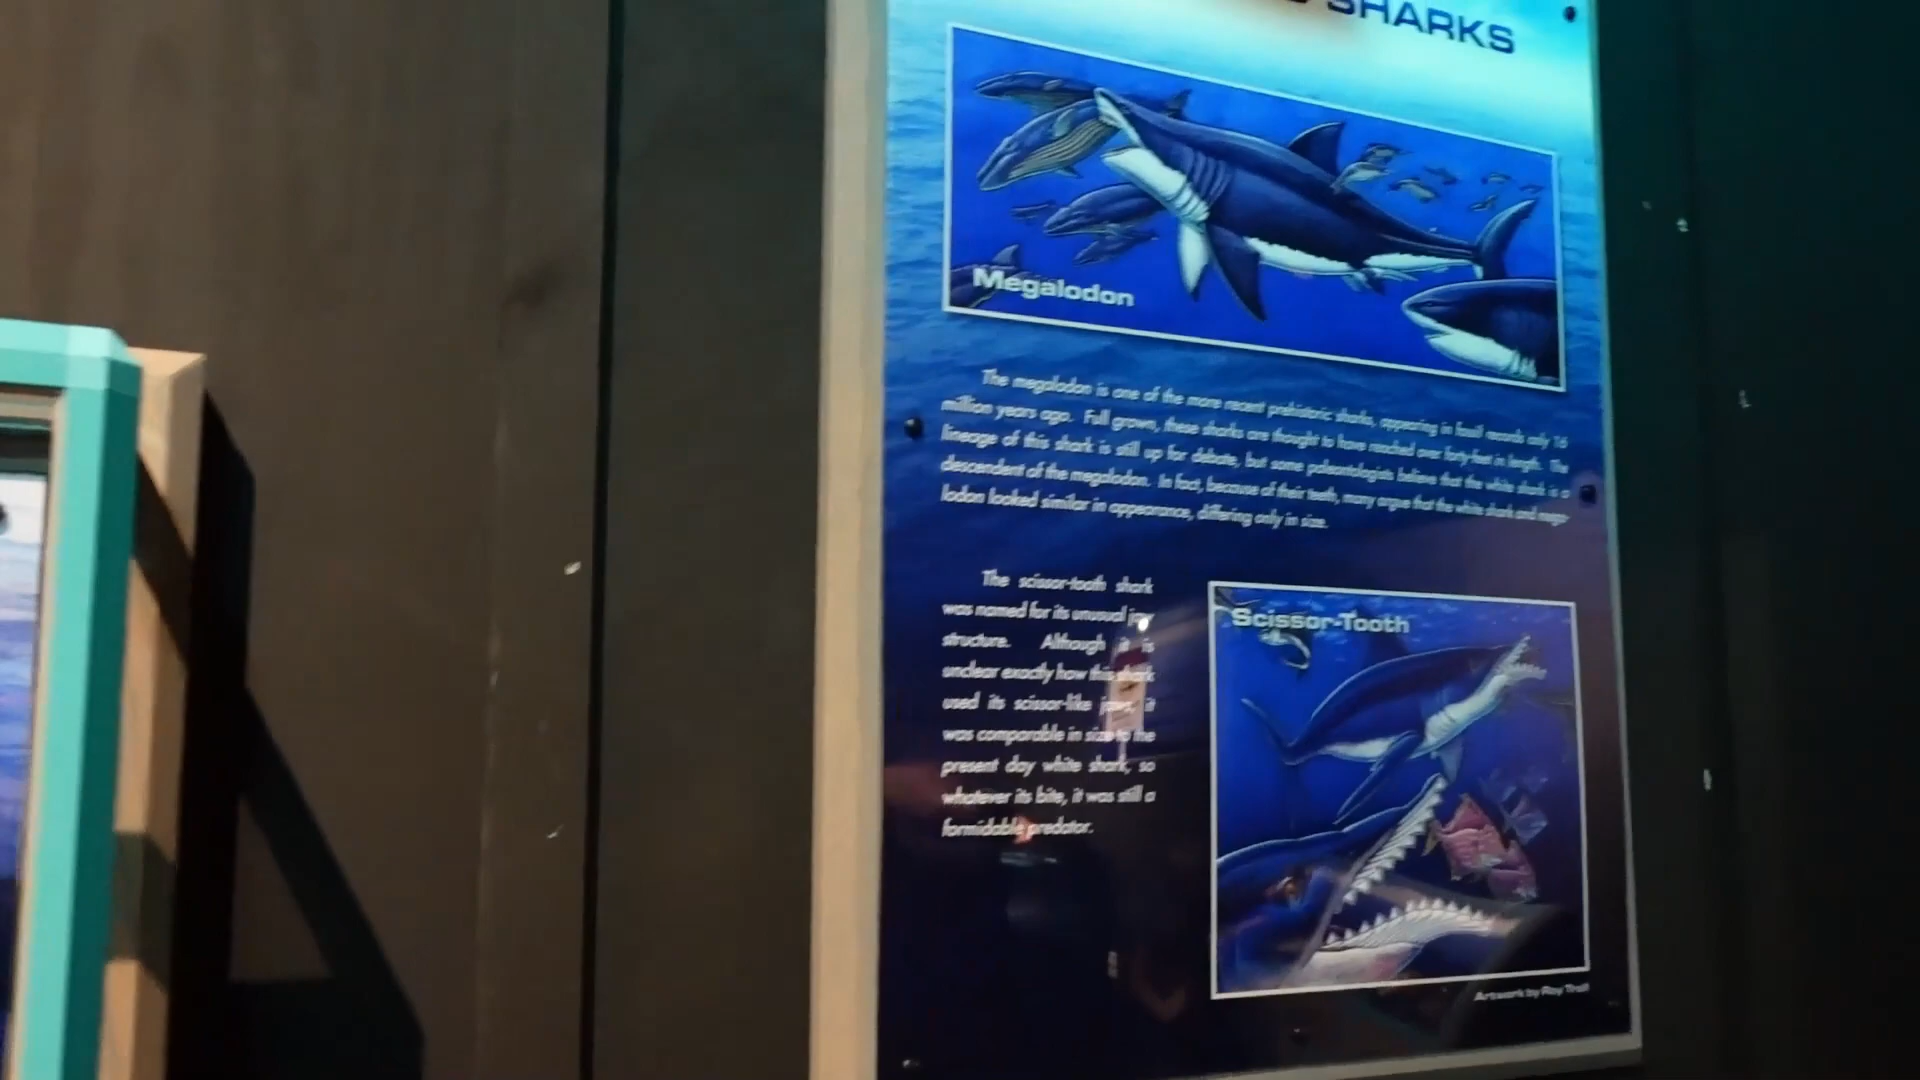 SHARKS
Megalodon
The megalodon is one of the more recent prehistoric sharks, appearing in fossil records only 16
million years ago. Full grown, these sharks are thought to have reached over forty-feet in length. The
lineage of this shark is still up for debate, but some paleontologists believe that the white shark is a
descendent of the megalodon. In fact, because of their teeth, many argue that the white shark and mega-
lodon looked similar in appearance, differing only in size.
The scissor-tooth shark
was named for its unusual jaw
structure. Although it is
unclear exactly how this shark
used its scissor-like jaws, it
was comparable in size to the
present day white shark, so
whatever its bite, it was still a
formidable predator.
Scissor-Tooth
Artwork by Ray Troll